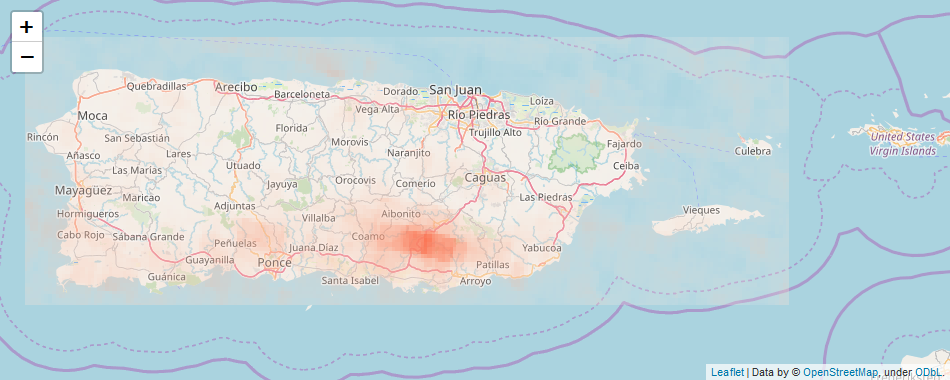 +
−
Quebradillas
Arecibo
Barceloneta
Dorado
San Juan
Vega Alta
Loíza
Moca
Río Piedras
Río Grande
Rincón
San Sebastián
Florida
Morovis
Trujillo Alto
Fajardo
Añasco
Lares
Utuado
Naranjito
Ceiba
Culebra
United States
Virgin Islands
Las Marías
Mayagüez
Maricao
Jayuya
Orocovis
Comerío
Caguas
Adjuntas
Las Piedras
Hormigueros
Villalba
Aibonito
Vieques
Cabo Rojo
Sábana Grande
Peñuelas
Juana Díaz
Coamo
Yabucoa
Guayanilla
Ponce
Patillas
Guánica
Santa Isabel
Arroyo
Leaflet | Data by © OpenStreetMap, under ODbL.